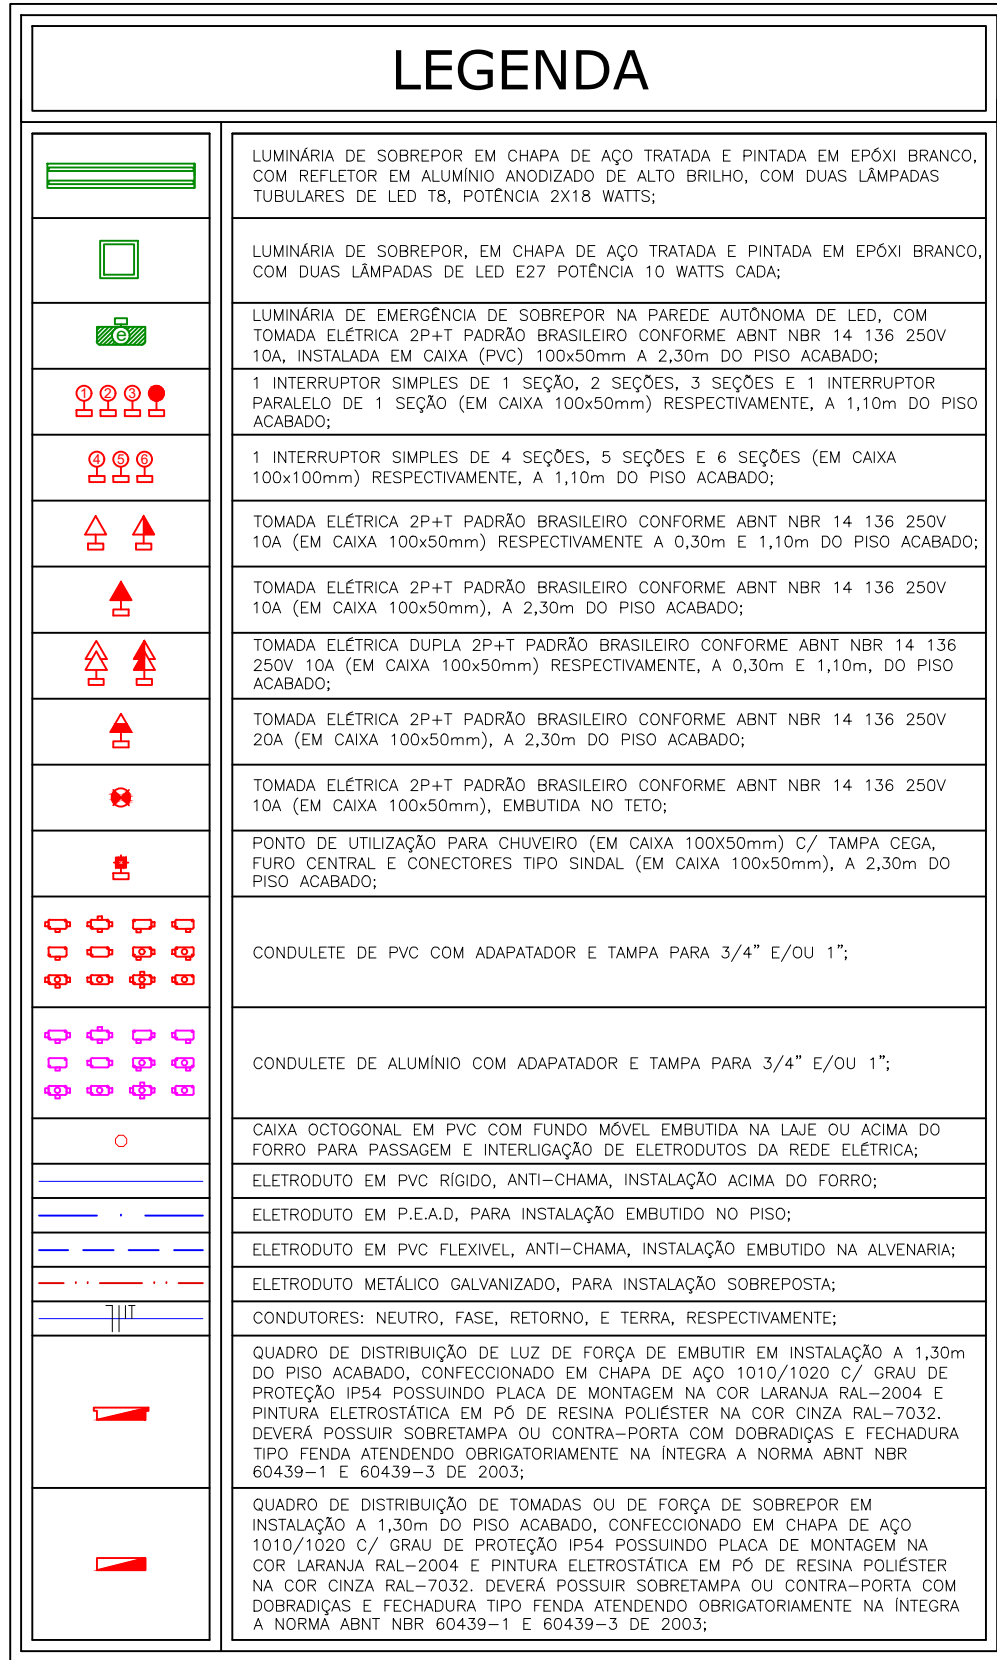 LEGENDA
LUMINÁRIA DE SOBREPOR EM CHAPA DE AÇO TRATADA E PINTADA EM EPÓXI BRANCO,
COM REFLETOR EM ALUMÍNIO ANODIZADO DE ALTO BRILHO, COM DUAS LÂMPADAS
TUBULARES DE LED T8, POTÊNCIA 2X18 WATTS;
LUMINÁRIA DE SOBREPOR, EM CHAPA DE AÇO TRATADA E PINTADA EM EPÓXI BRANCO,
COM DUAS LÂMPADAS DE LED E27 POTÊNCIA 10 WATTS CADA;
e
LUMINÁRIA DE EMERGÊNCIA DE SOBREPOR NA PAREDE AUTÔNOMA DE LED, COM
TOMADA ELÉTRICA 2P+T PADRÃO BRASILEIRO CONFORME ABNT NBR 14 136 250V
10A, INSTALADA EM CAIXA (PVC) 100x50mm A 2,30m DO PISO ACABADO;
1 2 3
1 INTERRUPTOR SIMPLES DE 1 SEÇÃO, 2 SEÇÕES, 3 SEÇÕES E 1 INTERRUPTOR
PARALELO DE 1 SEÇÃO (EM CAIXA 100x50mm) RESPECTIVAMENTE, A 1,10m DO PISO
ACABADO;
4 5 6
1 INTERRUPTOR SIMPLES DE 4 SEÇÕES, 5 SEÇÕES E 6 SEÇÕES (EM CAIXA
100x100mm) RESPECTIVAMENTE, A 1,10m DO PISO ACABADO;
TOMADA ELÉTRICA 2P+T PADRÃO BRASILEIRO CONFORME ABNT NBR 14 136 250V
10A (EM CAIXA 100x50mm) RESPECTIVAMENTE A 0,30m E 1,10m DO PISO ACABADO;
TOMADA ELÉTRICA 2P+T PADRÃO BRASILEIRO CONFORME ABNT NBR 14 136 250V
10A (EM CAIXA 100x50mm), A 2,30m DO PISO ACABADO;
TOMADA ELÉTRICA DUPLA 2P+T PADRÃO BRASILEIRO CONFORME ABNT NBR 14 136
250V 10A (EM CAIXA 100x50mm) RESPECTIVAMENTE, A 0,30m E 1,10m, DO PISO
ACABADO;
TOMADA ELÉTRICA 2P+T PADRÃO BRASILEIRO CONFORME ABNT NBR 14 136 250V
20A (EM CAIXA 100x50mm), A 2,30m DO PISO ACABADO;
TOMADA ELÉTRICA 2P+T PADRÃO BRASILEIRO CONFORME ABNT NBR 14 136 250V
10A (EM CAIXA 100x50mm), EMBUTIDA NO TETO;
PONTO DE UTILIZAÇÃO PARA CHUVEIRO (EM CAIXA 100X50mm) C/ TAMPA CEGA,
FURO CENTRAL E CONECTORES TIPO SINDAL (EM CAIXA 100x50mm), A 2,30m DO
PISO ACABADO;
CONDULETE DE PVC COM ADAPATADOR E TAMPA PARA 3/4" E/OU 1";
CONDULETE DE ALUMÍNIO COM ADAPATADOR E TAMPA PARA 3/4" E/OU 1";
CAIXA OCTOGONAL EM PVC COM FUNDO MÓVEL EMBUTIDA NA LAJE OU ACIMA DO
FORRO PARA PASSAGEM E INTERLIGAÇÃO DE ELETRODUTOS DA REDE ELÉTRICA;
ELETRODUTO EM PVC RÍGIDO, ANTI-CHAMA, INSTALAÇÃO ACIMA DO FORRO;
ELETRODUTO EM P.E.A.D, PARA INSTALAÇÃO EMBUTIDO NO PISO;
ELETRODUTO EM PVC FLEXIVEL, ANTI-CHAMA, INSTALAÇÃO EMBUTIDO NA ALVENARIA;
ELETRODUTO METÁLICO GALVANIZADO, PARA INSTALAÇÃO SOBREPOSTA;
CONDUTORES: NEUTRO, FASE, RETORNO, E TERRA, RESPECTIVAMENTE;
QUADRO DE DISTRIBUIÇÃO DE LUZ DE FORÇA DE EMBUTIR EM INSTALAÇÃO A 1,30m
DO PISO ACABADO, CONFECCIONADO EM CHAPA DE AÇO 1010/1020 C/ GRAU DE
PROTEÇÃO IP54 POSSUINDO PLACA DE MONTAGEM NA COR LARANJA RAL-2004 E
PINTURA ELETROSTÁTICA EM PÓ DE RESINA POLIÉSTER NA COR CINZA RAL-7032.
DEVERÁ POSSUIR SOBRETAMPA OU CONTRA-PORTA COM DOBRADIÇAS E FECHADURA
TIPO FENDA ATENDENDO OBRIGATORIAMENTE NA ÍNTEGRA A NORMA ABNT NBR
60439-1 E 60439-3 DE 2003;
QUADRO DE DISTRIBUIÇÃO DE TOMADAS OU DE FORÇA DE SOBREPOR EM
INSTALAÇÃO A 1,30m DO PISO ACABADO, CONFECCIONADO EM CHAPA DE AÇO
1010/1020 C/ GRAU DE PROTEÇÃO IP54 POSSUINDO PLACA DE MONTAGEM NA
COR LARANJA RAL-2004 E PINTURA ELETROSTÁTICA EM PÓ DE RESINA POLIÉSTER
NA COR CINZA RAL-7032. DEVERÁ POSSUIR SOBRETAMPA OU CONTRA-PORTA COM
DOBRADIÇAS E FECHADURA TIPO FENDA ATENDENDO OBRIGATORIAMENTE NA ÍNTEGRA
A NORMA ABNT NBR 60439-1 E 60439-3 DE 2003;